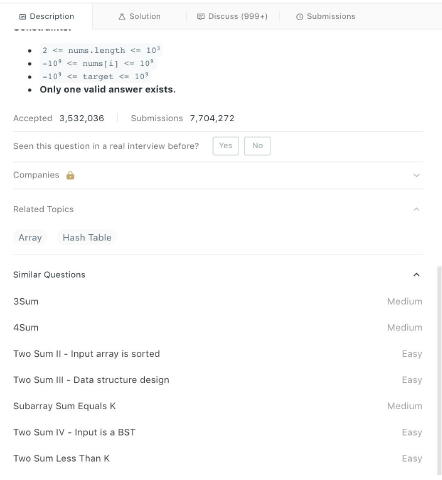 Description Solution Discuss (999+) Submissions
Constraints:
• 2 <= nums.length <= 10³
• -10⁹ <= nums[i] <= 10⁹
• -10⁹ <= target <= 10⁹
• Only one valid answer exists.
Accepted 3,532,036 Submissions 7,704,272
Seen this question in a real interview before? Yes No
Companies
Related Topics
Array Hash Table
Similar Questions
3Sum Medium
4Sum Medium
Two Sum II - Input array is sorted Easy
Two Sum III - Data structure design Easy
Subarray Sum Equals K Medium
Two Sum IV - Input is a BST Easy
Two Sum Less Than K Easy